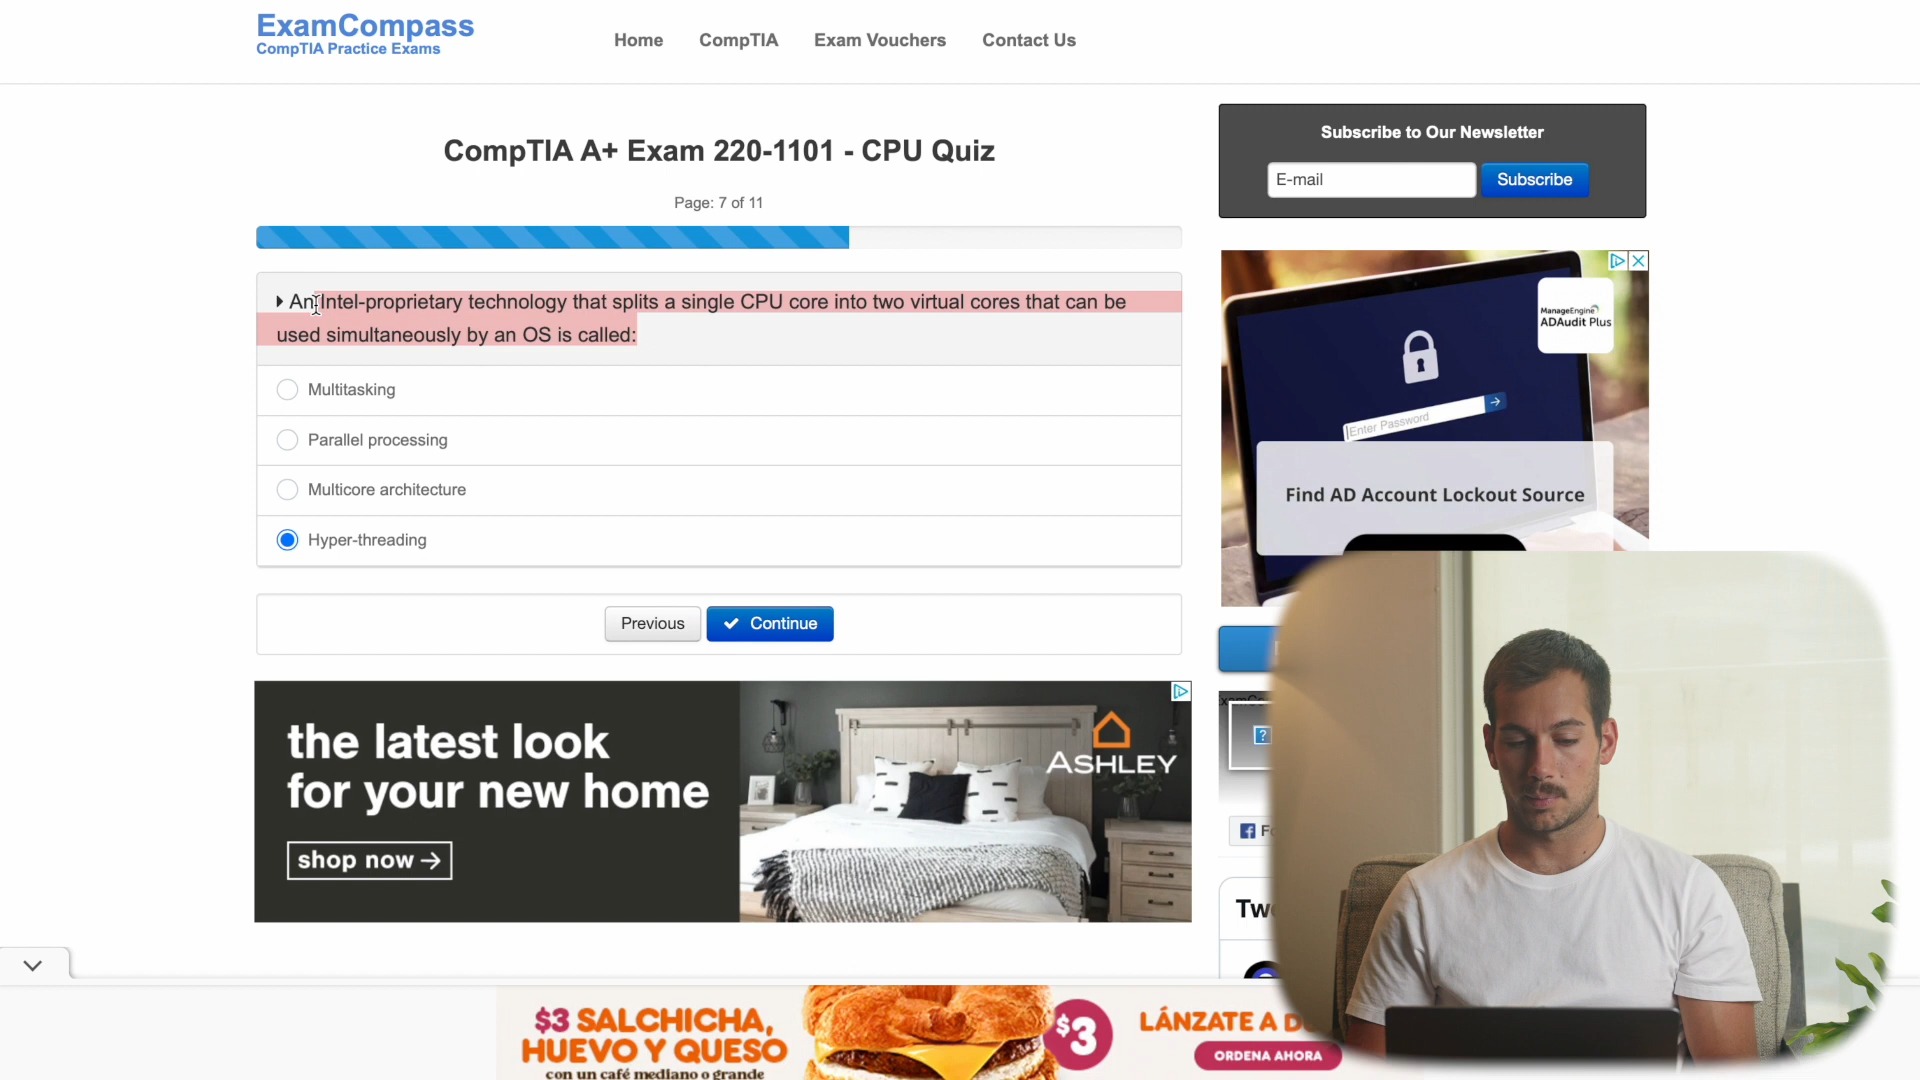 ExamCompass
CompTIA Practice Exams
Home
CompTIA
Exam Vouchers
Contact Us
CompTIA A+ Exam 220-1101 - CPU Quiz
Page: 7 of 11
An Intel-proprietary technology that splits a single CPU core into two virtual cores that can be
used simultaneously by an OS is called:
Multitasking
Parallel processing
Multicore architecture
Hyper-threading
Previous
Continue
Subscribe to Our Newsletter
E-mail
Subscribe
ManageEngine
ADAudit Plus
Enter Password
Find AD Account Lockout Source
the latest look
for your new home
shop now
ASHLEY
$3 SALCHICHA,
HUEVO Y QUESO
con un café mediano o grande
$3
LÁNZATE A
ORDENA AHORA